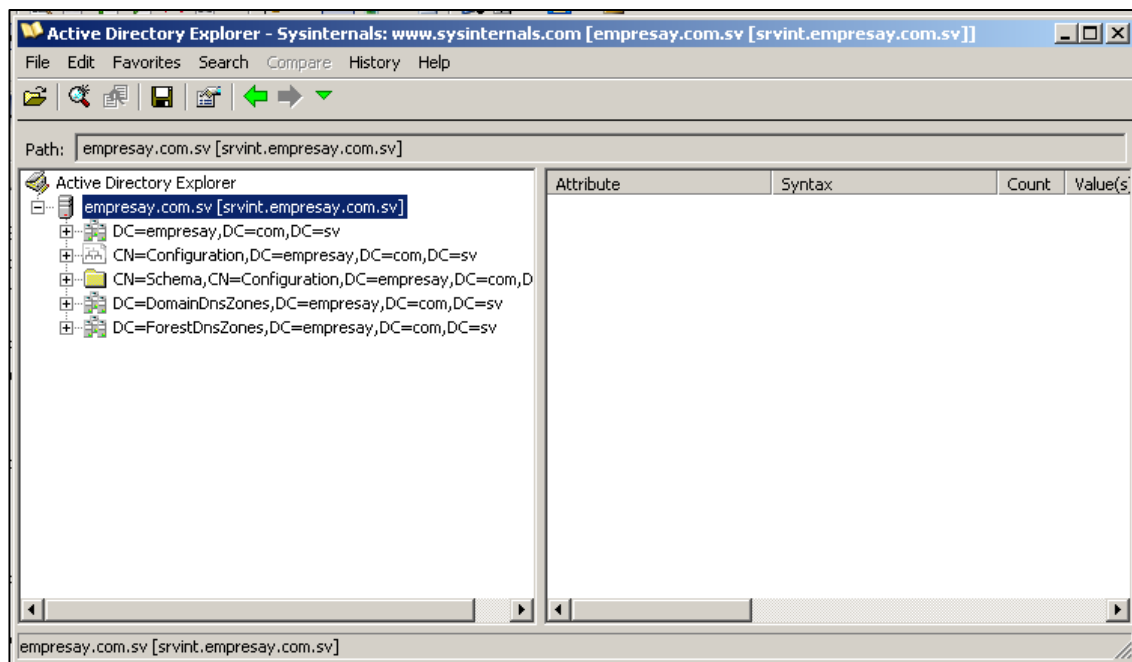 Active Directory Explorer - Sysinternals: www.sysinternals.com [empresay.com.sv [srvint.empresay.com.sv]]
File Edit Favorites Search Compare History Help
Path: empresay.com.sv [srvint.empresay.com.sv]
Active Directory Explorer
empresay.com.sv [srvint.empresay.com.sv]
DC=empresay,DC=com,DC=sv
CN=Configuration,DC=empresay,DC=com,DC=sv
CN=Schema,CN=Configuration,DC=empresay,DC=com,D
DC=DomainDnsZones,DC=empresay,DC=com,DC=sv
DC=ForestDnsZones,DC=empresay,DC=com,DC=sv
Attribute Syntax Count Value(s
empresay.com.sv [srvint.empresay.com.sv]